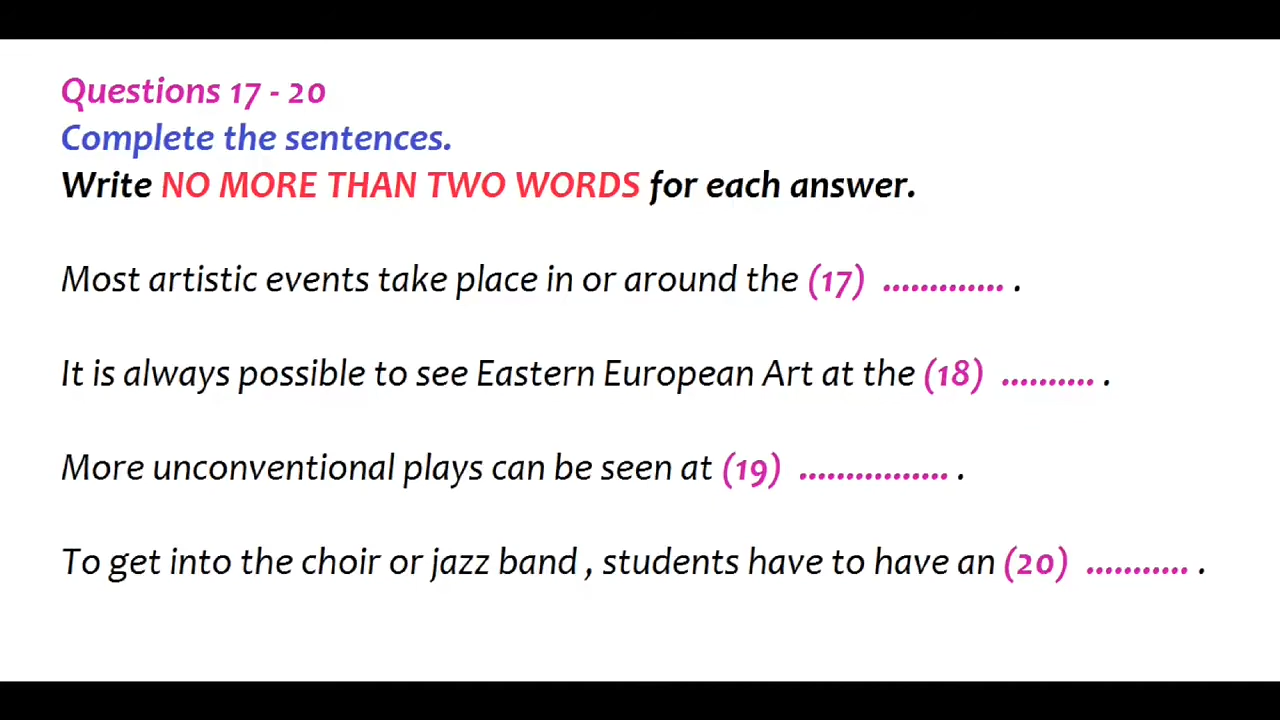 Questions 17 - 20
Complete the sentences.
Write NO MORE THAN TWO WORDS for each answer.
Most artistic events take place in or around the (17) ............. .
It is always possible to see Eastern European Art at the (18) .......... .
More unconventional plays can be seen at (19) ................ .
To get into the choir or jazz band , students have to have an (20) ........... .